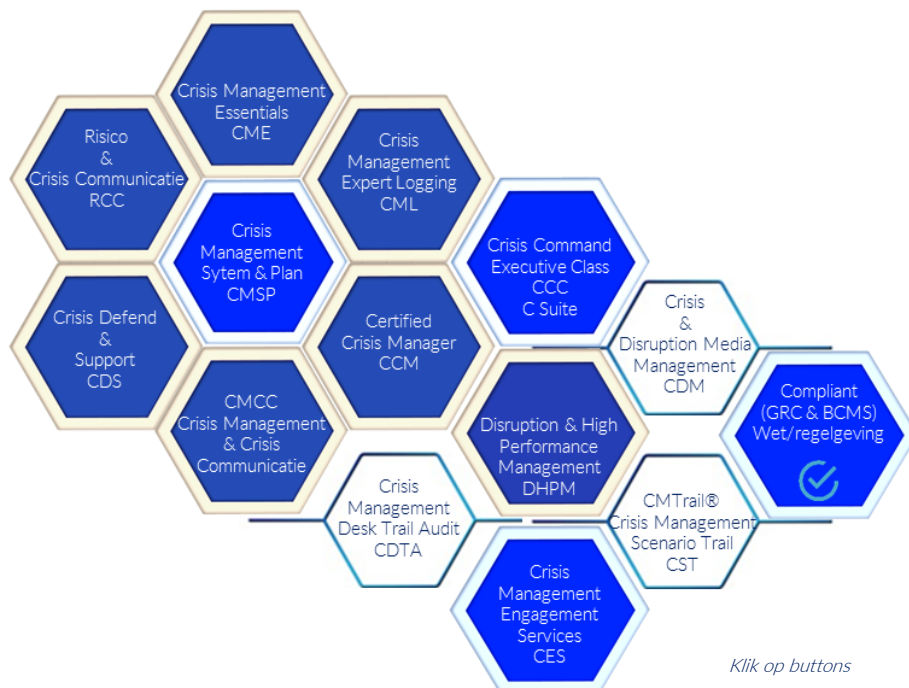 Crisis Management
Essentials
CME
Risico
&
Crisis Communicatie
RCC
Crisis
Management
Expert Logging
CML
Crisis
Management
Sytem & Plan
CMSP
Crisis Command
Executive Class
CCC
C Suite
Crisis Defend
&
Support
CDS
Certified
Crisis Manager
CCM
Crisis
&
Disruption Media
Management
CDM
CMCC
Crisis Management
& Crisis
Communicatie
Disruption & High
Performance
Management
DHPM
Compliant
(GRC & BCMS)
Wet/regelgeving
Crisis
Management
Desk Trail Audit
CDTA
CMTrail®
Crisis Management
Scenario Trail
CST
Crisis
Management
Engagement
Services
CES
Klik op buttons